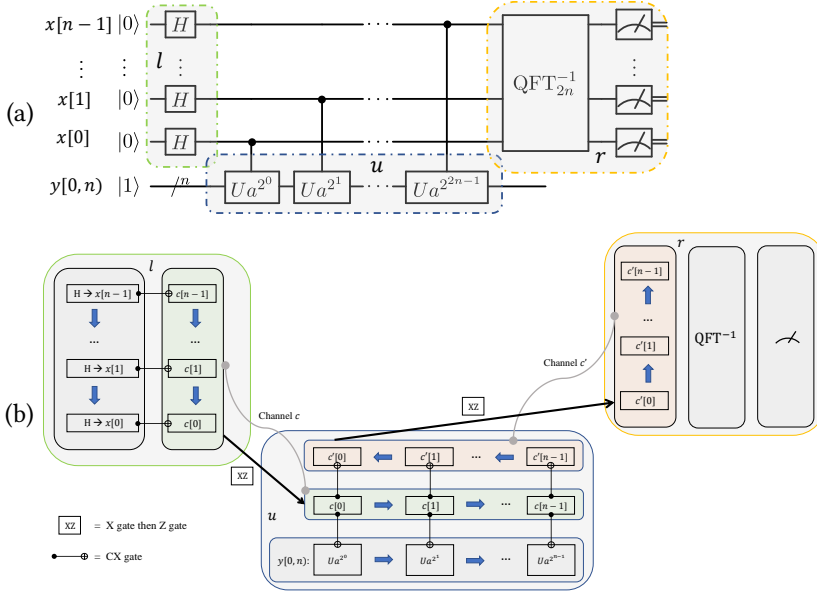 x[n−1] |0⟩ H
l
x[1] |0⟩ H
x[0] |0⟩ H
QFT⁻¹₂ₙ
r
u
y[0,n) |1⟩ /n Ua^{2^0} Ua^{2^1} Ua^{2^{2n−1}}
(a)
(b)
l
H → x[n−1] c[n−1]
... ...
H → x[1] c[1]
H → x[0] c[0]
Channel c
XZ
r
c′[n−1]
...
c′[1]
c′[0]
QFT⁻¹
Channel c′
XZ
c′[0] c′[1] ... c′[n−1]
c[0] c[1] ... c[n−1]
u
y[0,n): Ua^{2^0} Ua^{2^1} ... Ua^{2^{n−1}}
XZ = X gate then Z gate
= CX gate